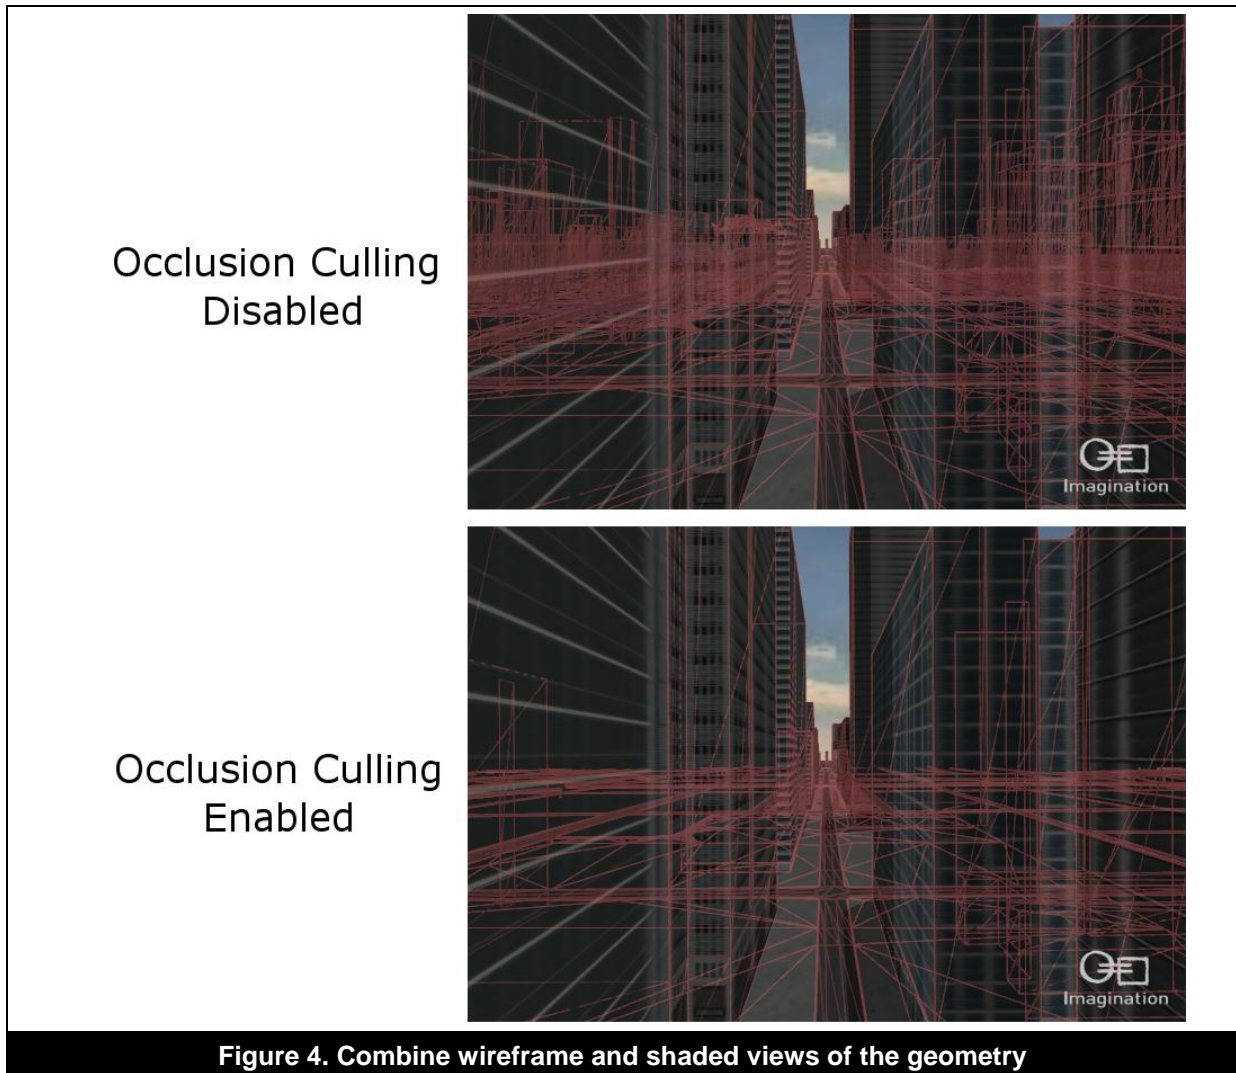 Occlusion Culling
Disabled
Imagination
Occlusion Culling
Enabled
Imagination
Figure 4. Combine wireframe and shaded views of the geometry